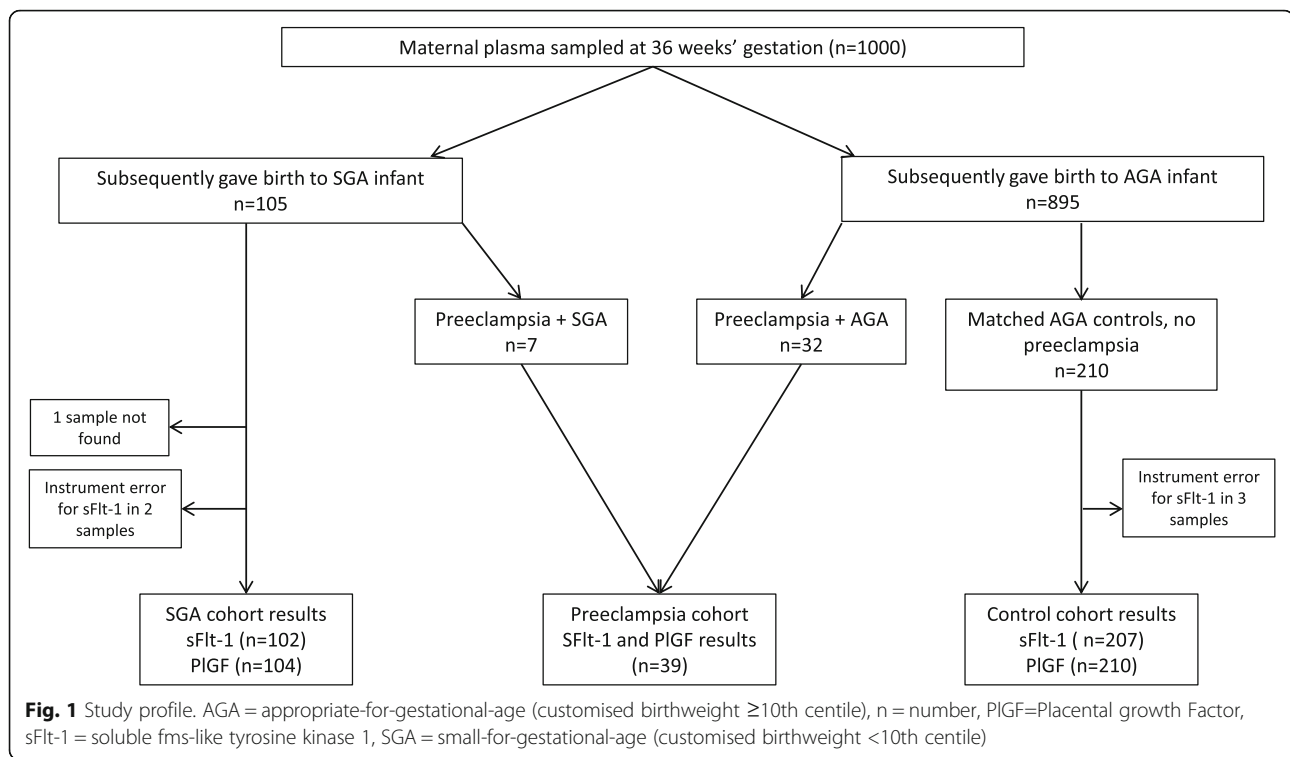 Maternal plasma sampled at 36 weeks’ gestation (n=1000)
Subsequently gave birth to SGA infant
n=105
Subsequently gave birth to AGA infant
n=895
Preeclampsia + SGA
n=7
Preeclampsia + AGA
n=32
Matched AGA controls, no
preeclampsia
n=210
1 sample not
found
Instrument error
for sFlt-1 in 2
samples
Instrument error
for sFlt-1 in 3
samples
SGA cohort results
sFlt-1 (n=102)
PlGF (n=104)
Preeclampsia cohort
SFlt-1 and PlGF results
(n=39)
Control cohort results
sFlt-1 ( n=207)
PlGF (n=210)
Fig. 1 Study profile. AGA = appropriate-for-gestational-age (customised birthweight ≥10th centile), n = number, PlGF=Placental growth Factor,
sFlt-1 = soluble fms-like tyrosine kinase 1, SGA = small-for-gestational-age (customised birthweight <10th centile)